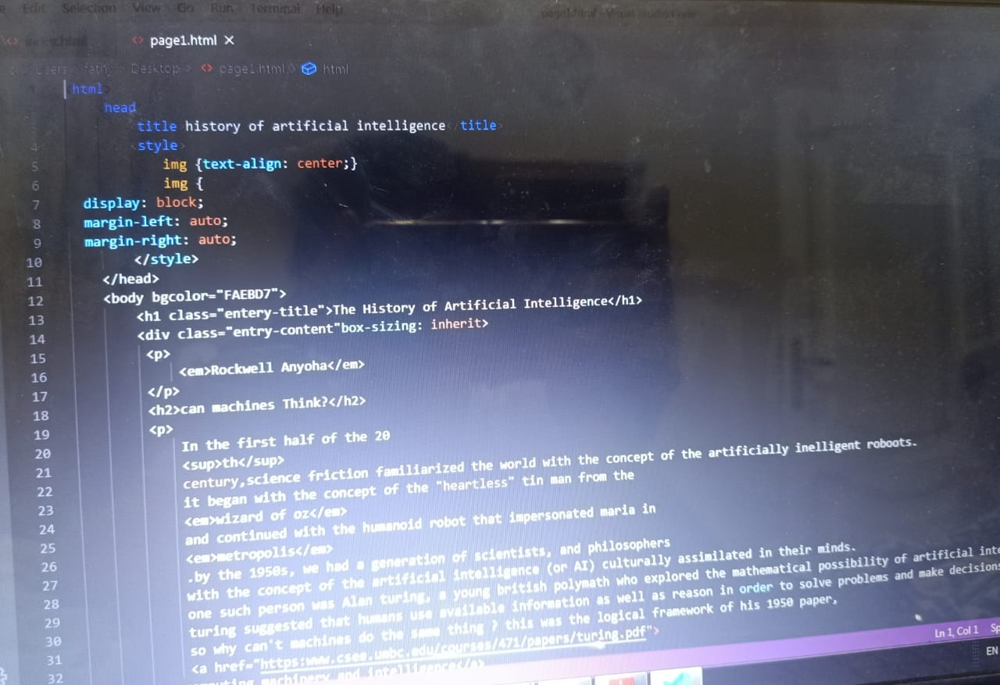 Edit Selection View Go Run Terminal Help
page1.html - Visual Studio Code
page1.html ×
Users > fathy > Desktop > <> page1.html > html
html
head
title history of artificial intelligence</title>
<style>
5 img {text-align: center;}
6 img {
7 display: block;
8 margin-left: auto;
9 margin-right: auto;
10 </style>
11 </head>
12 <body bgcolor="FAEBD7">
13 <h1 class="entery-title">The History of Artificial Intelligence</h1>
14 <div class="entry-content"box-sizing: inherit>
15 <p>
16 <em>Rockwell Anyoha</em>
17 </p>
18 <h2>can machines Think?</h2>
19 <p>
20 In the first half of the 20
21 <sup>th</sup>
22 century,science friction familiarized the world with the concept of the artificially inelligent roboots.
23 it began with the concept of the "heartless" tin man from the
24 <em>wizard of oz</em>
25 and continued with the humanoid robot that impersonated maria in
26 <em>metropolis</em>
27 .by the 1950s, we had a generation of scientists, and philosophers
28 with the concept of the artificial intelligence (or AI) culturally assimilated in their minds.
29 one such person was Alan turing, a young british polymath who explored the mathematical possibility of artificial inte
30 turing suggested that humans use available information as well as reason in order to solve problems and make decisions
31 so why can't machines do the same thing ? this was the logical framework of his 1950 paper,
32 <a href="https:www.csee.umbc.edu/courses/471/papers/turing.pdf">
machinery and intelligence</a>
Ln 1, Col 1 Sp
EN